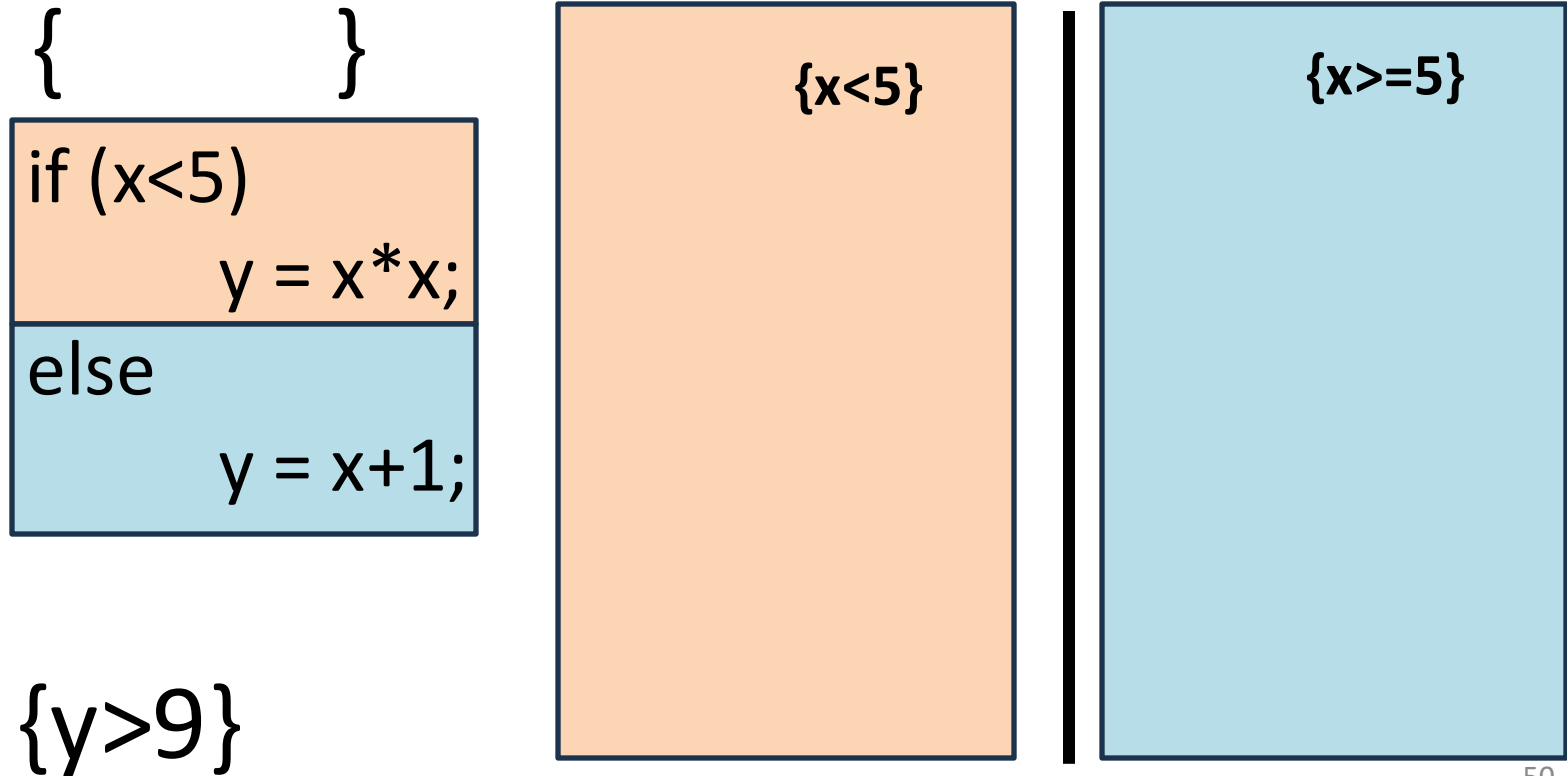 { }
if (x<5)
y = x*x;
else
y = x+1;
{y>9}
{x<5}
{x>=5}